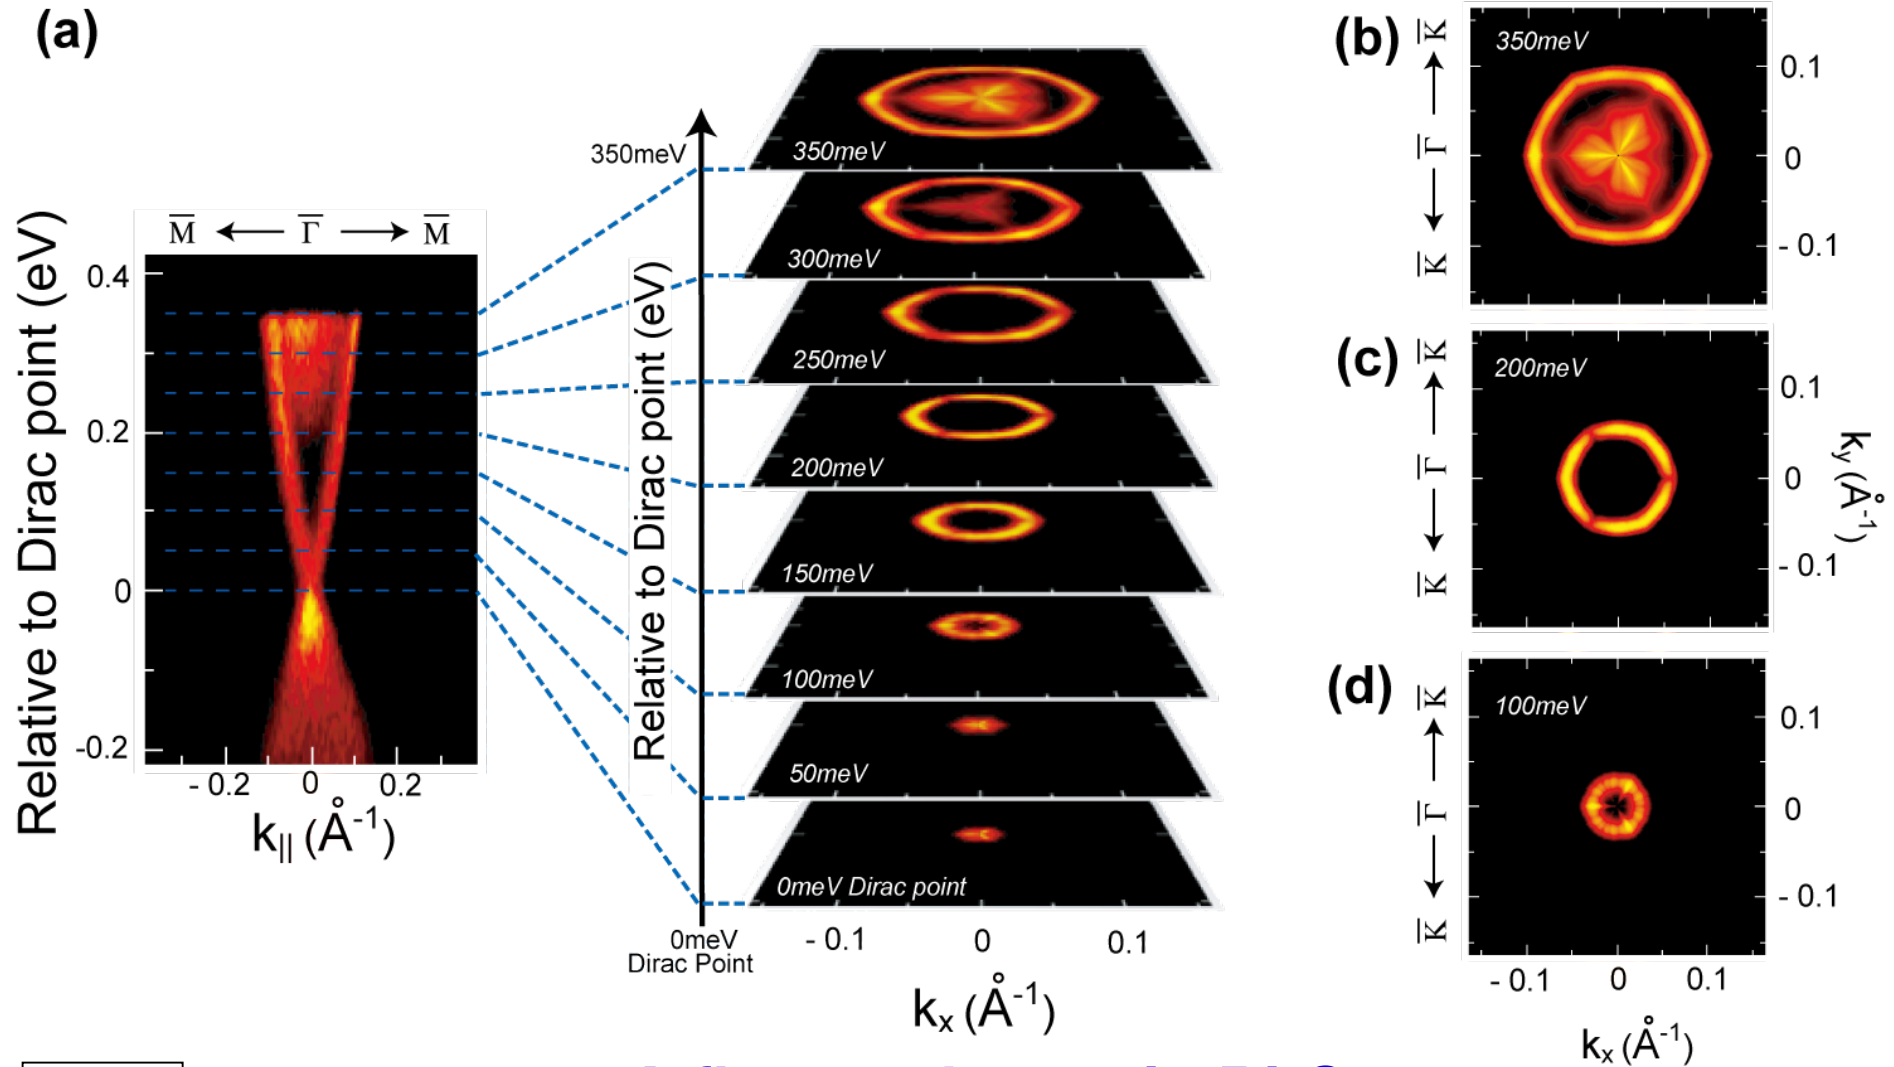 (a)
M ← Γ → M
Relative to Dirac point (eV)
0.4
0.2
0
-0.2
- 0.2 0 0.2
k|| (Å-1)
350meV
Relative to Dirac point (eV)
0meV
Dirac Point
350meV
300meV
250meV
200meV
150meV
100meV
50meV
0meV Dirac point
- 0.1 0 0.1
kx (Å-1)
(b)
K ← Γ → K
350meV
0.1
0
- 0.1
(c)
K ← Γ → K
200meV
0.1
0
- 0.1
ky (Å-1)
(d)
K ← Γ → K
100meV
0.1
0
- 0.1
- 0.1 0 0.1
kx (Å-1)